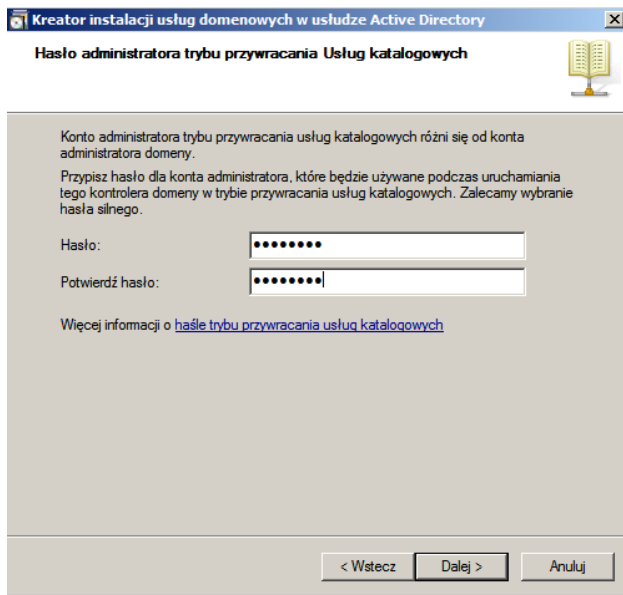 Kreator instalacji usług domenowych w usłudze Active Directory
Hasło administratora trybu przywracania Usług katalogowych
Konto administratora trybu przywracania usług katalogowych różni się od konta
administratora domeny.
Przypisz hasło dla konta administratora, które będzie używane podczas uruchamiania
tego kontrolera domeny w trybie przywracania usług katalogowych. Zalecamy wybranie
hasła silnego.
Hasło: ●●●●●●●●
Potwierdź hasło: ●●●●●●●●
Więcej informacji o haśle trybu przywracania usług katalogowych
< Wstecz Dalej > Anuluj